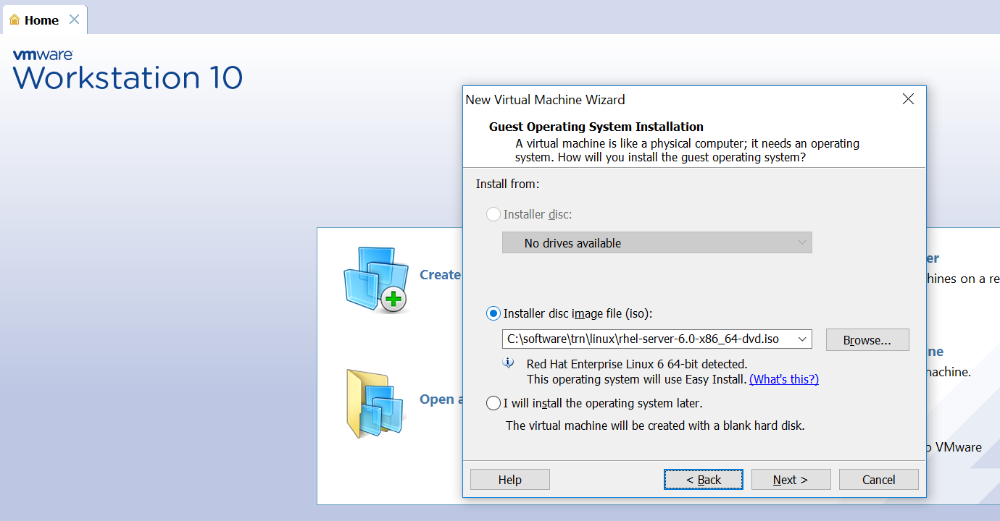 Home
vmware
Workstation 10
New Virtual Machine Wizard
Guest Operating System Installation
A virtual machine is like a physical computer; it needs an operating
system. How will you install the guest operating system?
Install from:
Installer disc:
No drives available
Installer disc image file (iso):
C:\software\trn\linux\rhel-server-6.0-x86_64-dvd.iso
Browse...
Red Hat Enterprise Linux 6 64-bit detected.
This operating system will use Easy Install. (What's this?)
I will install the operating system later.
The virtual machine will be created with a blank hard disk.
Help
< Back
Next >
Cancel
Create
Open a
er
hines on a re
ne
nachine.
o VMware